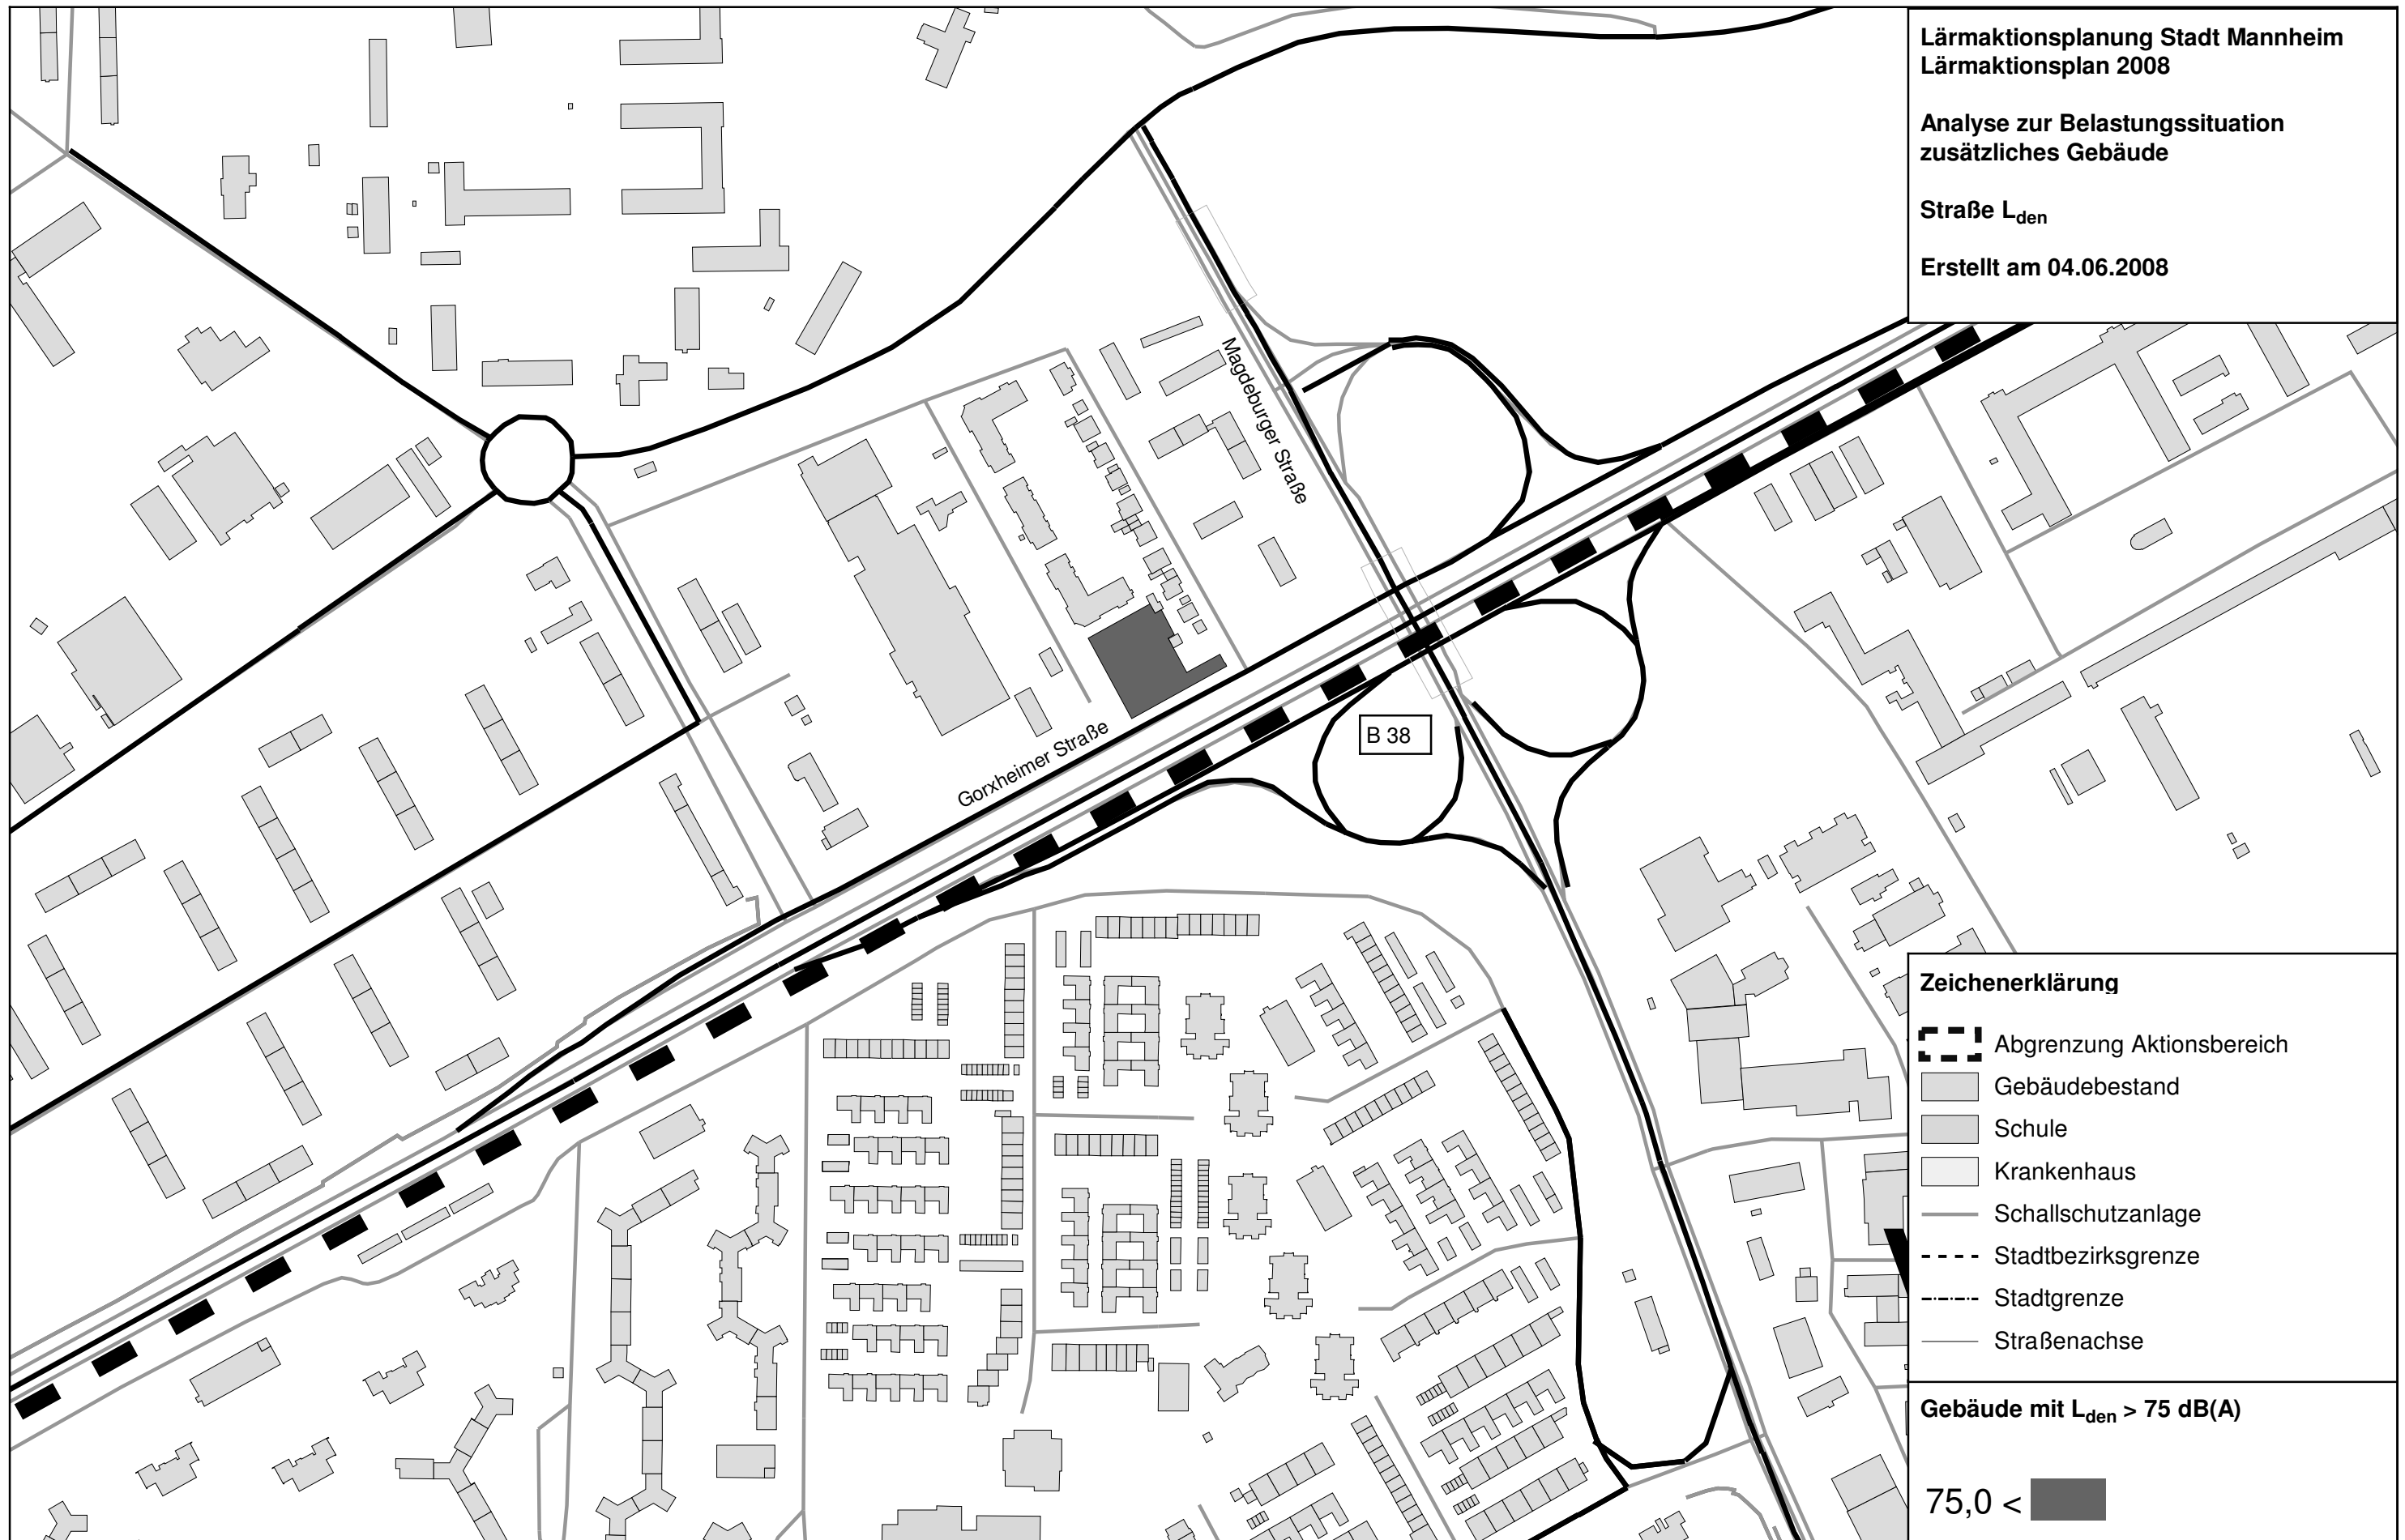 Lärmaktionsplanung Stadt Mannheim
Lärmaktionsplan 2008
Analyse zur Belastungssituation
zusätzliches Gebäude
Straße Lden
Erstellt am 04.06.2008
Magdeburger Straße
B 38
Gorxheimer Straße
Zeichenerklärung
Abgrenzung Aktionsbereich
Gebäudebestand
Schule
Krankenhaus
Schallschutzanlage
Stadtbezirksgrenze
Stadtgrenze
Straßenachse
Gebäude mit Lden > 75 dB(A)
75,0 <